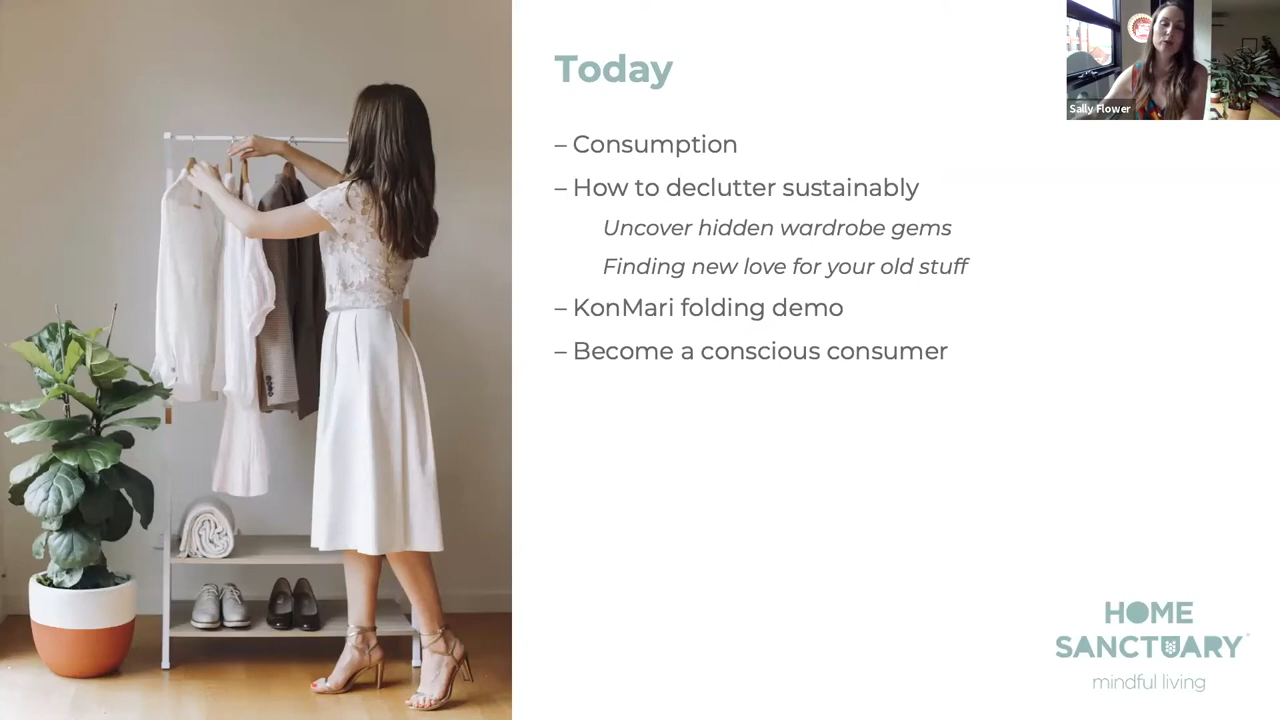 Today
– Consumption
– How to declutter sustainably
Uncover hidden wardrobe gems
Finding new love for your old stuff
– KonMari folding demo
– Become a conscious consumer
Sally Flower
HOME
SANCTUARY
mindful living